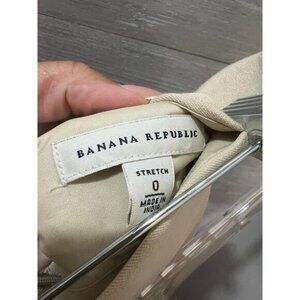 BANANA REPUBLIC
STRETCH
0
MADE IN
INDIA